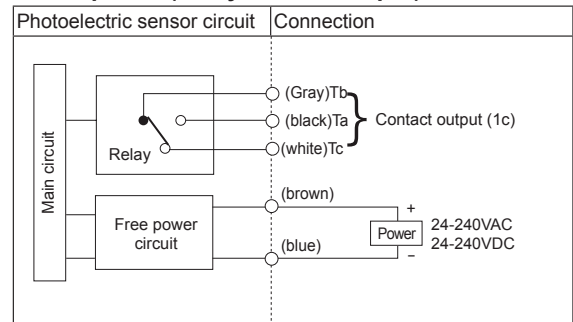 Photoelectric sensor circuit
Connection
Main circuit
Relay
(Gray)Tb
(black)Ta
(white)Tc
Contact output (1c)
Free power
circuit
(brown)
(blue)
+
Power
−
24-240VAC
24-240VDC